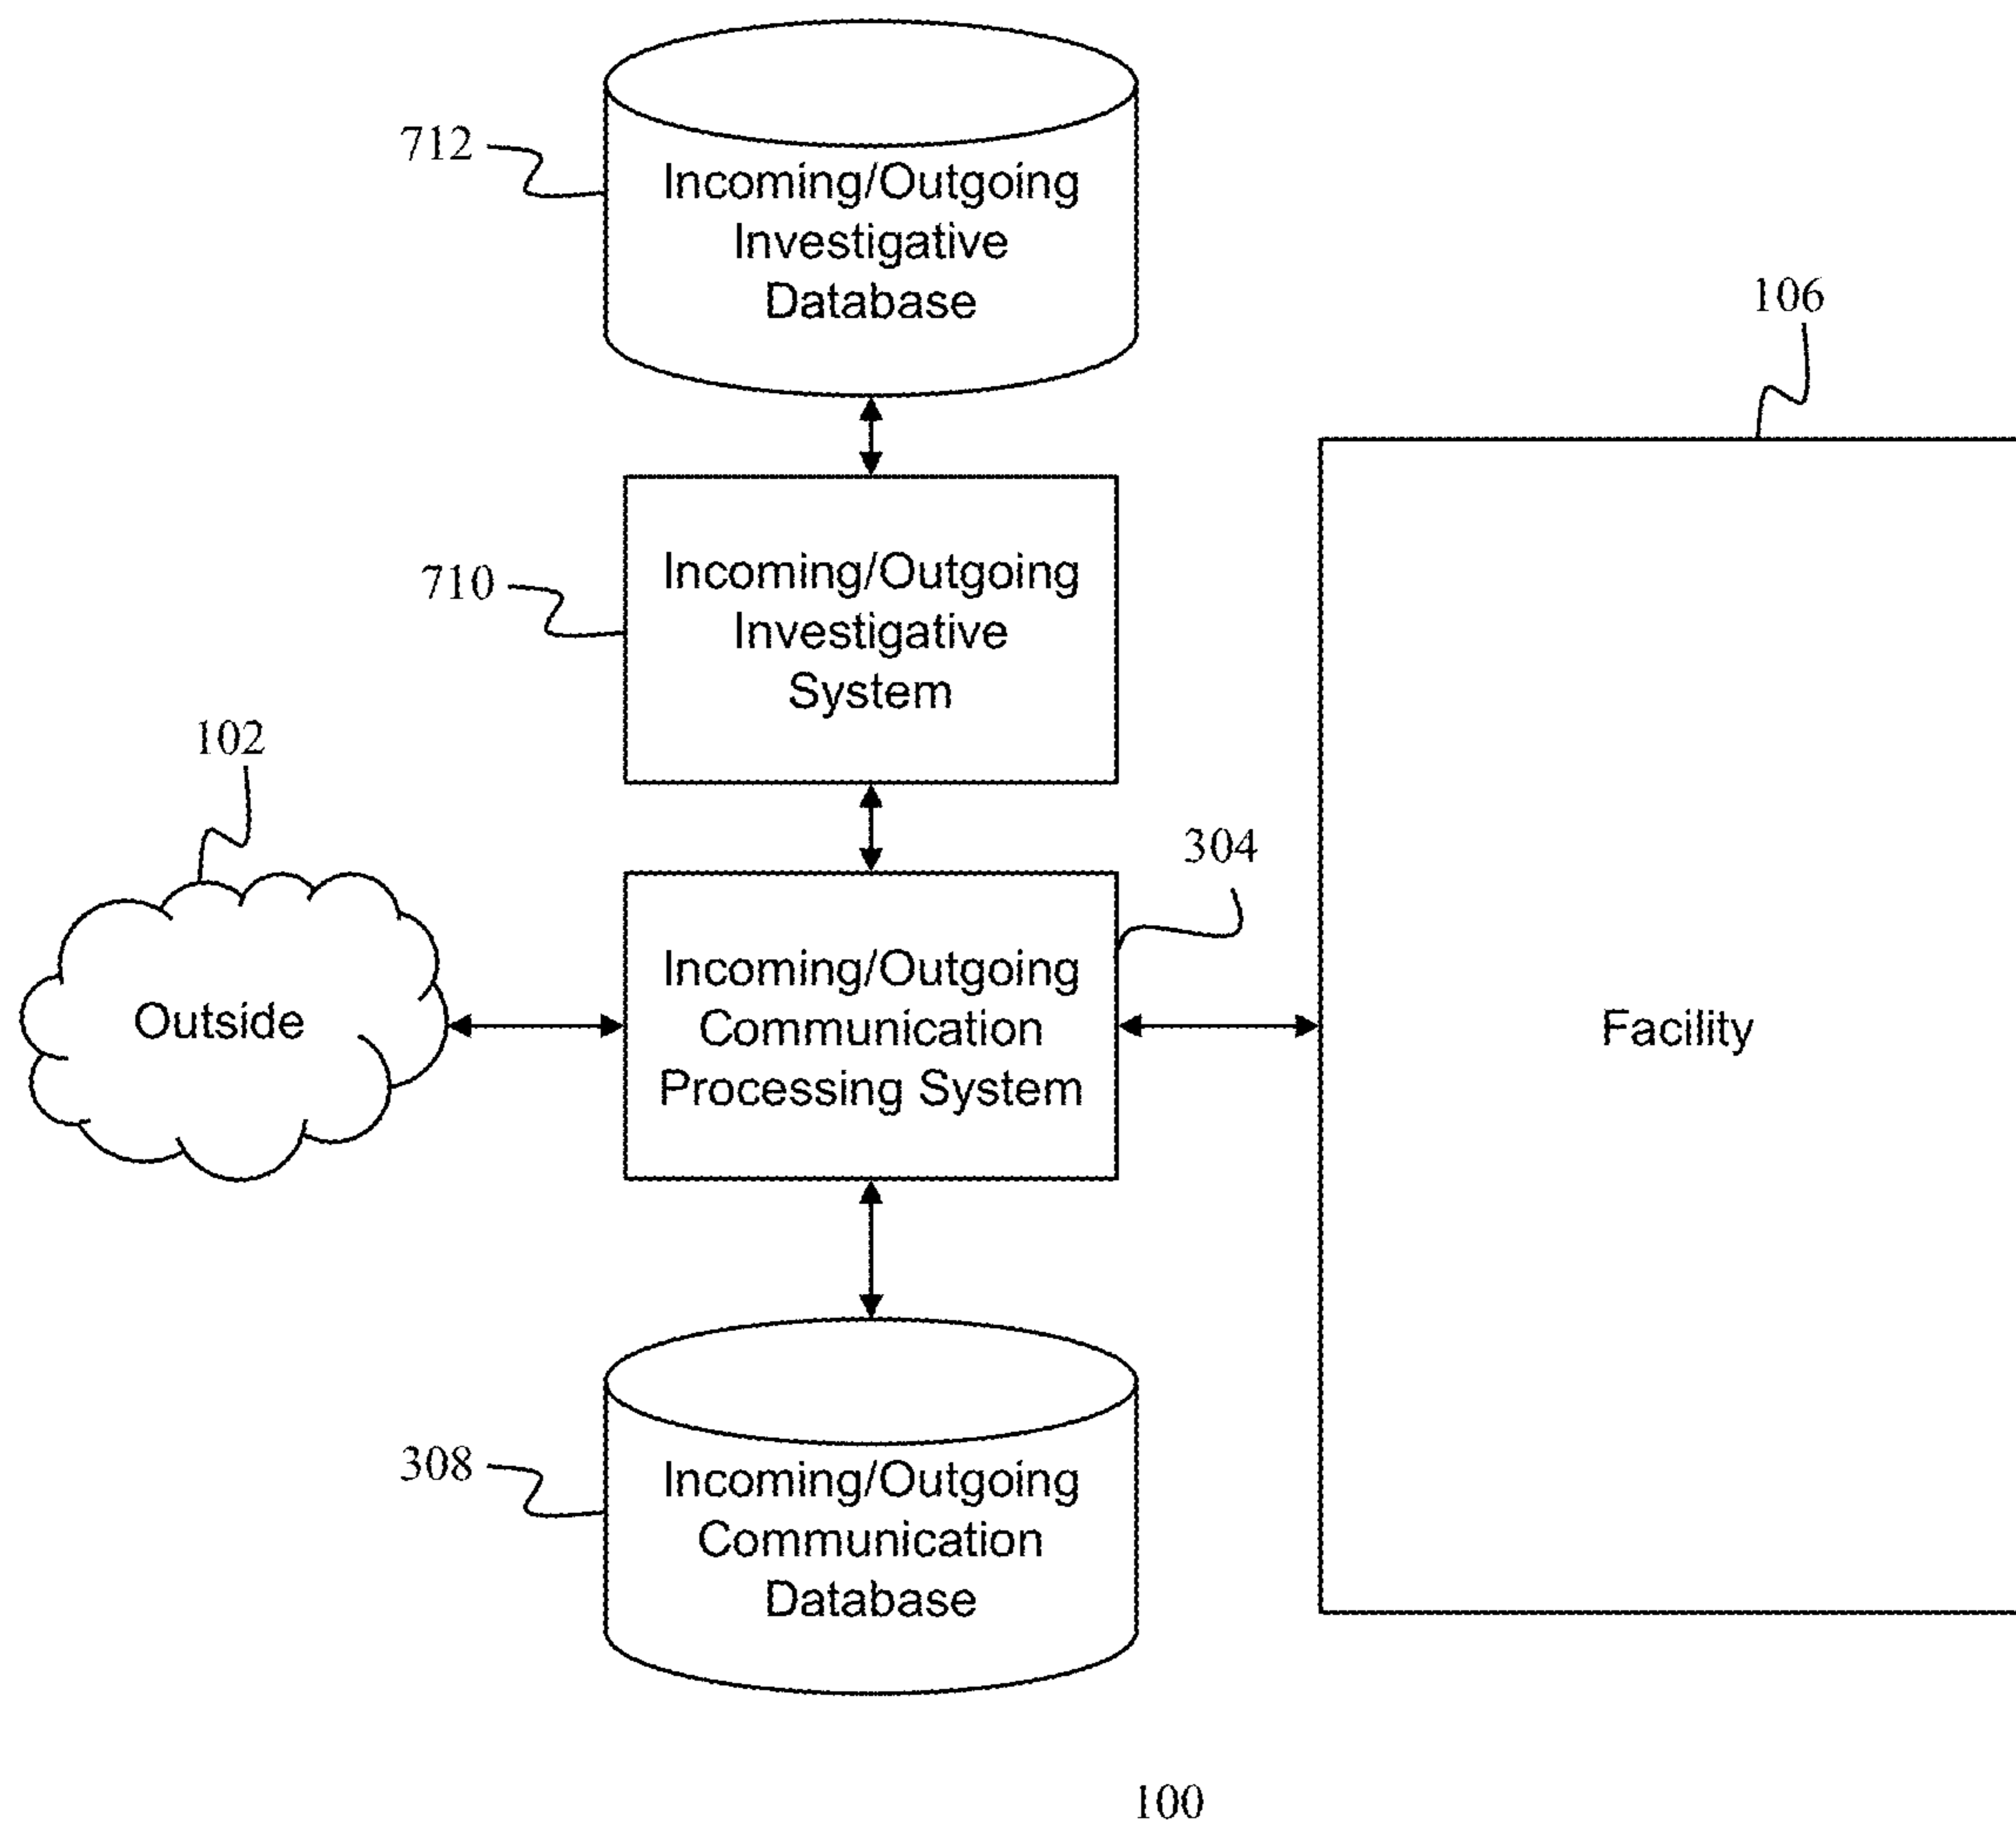 712
Incoming/Outgoing
Investigative
Database
106
710
Incoming/Outgoing
Investigative
System
102
304
Outside
Incoming/Outgoing
Communication
Processing System
Facility
308
Incoming/Outgoing
Communication
Database
100